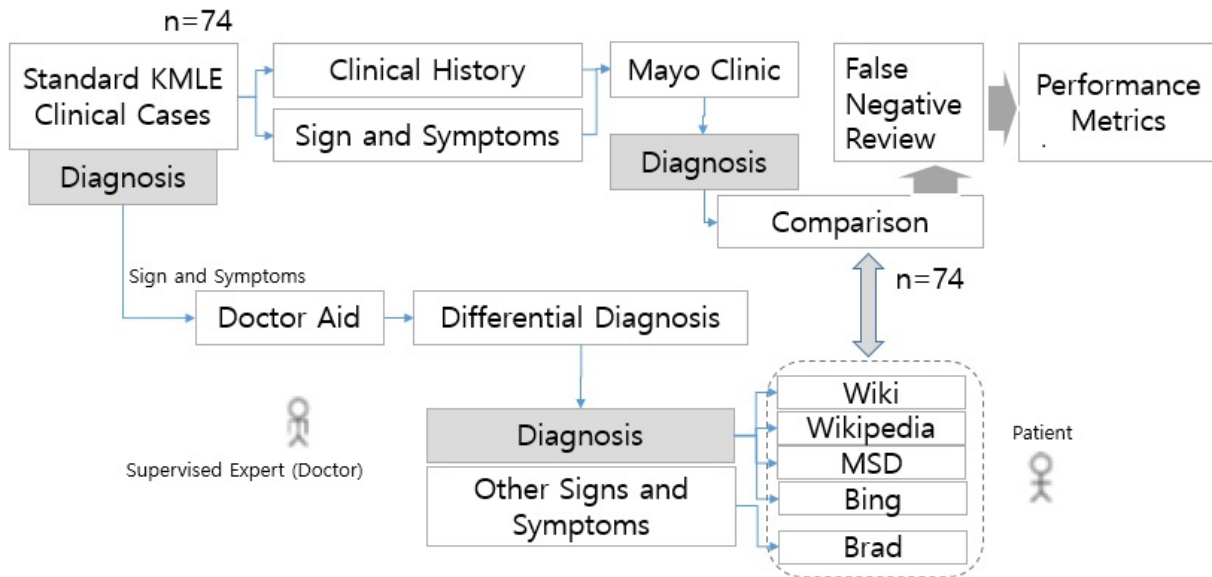 n=74
Standard KMLE
Clinical Cases
Diagnosis
Clinical History
Sign and Symptoms
Mayo Clinic
Diagnosis
Comparison
False
Negative
Review
Performance
Metrics
.
n=74
Sign and Symptoms
Doctor Aid
Differential Diagnosis
Diagnosis
Other Signs and
Symptoms
Supervised Expert (Doctor)
Wiki
Wikipedia
MSD
Bing
Brad
Patient